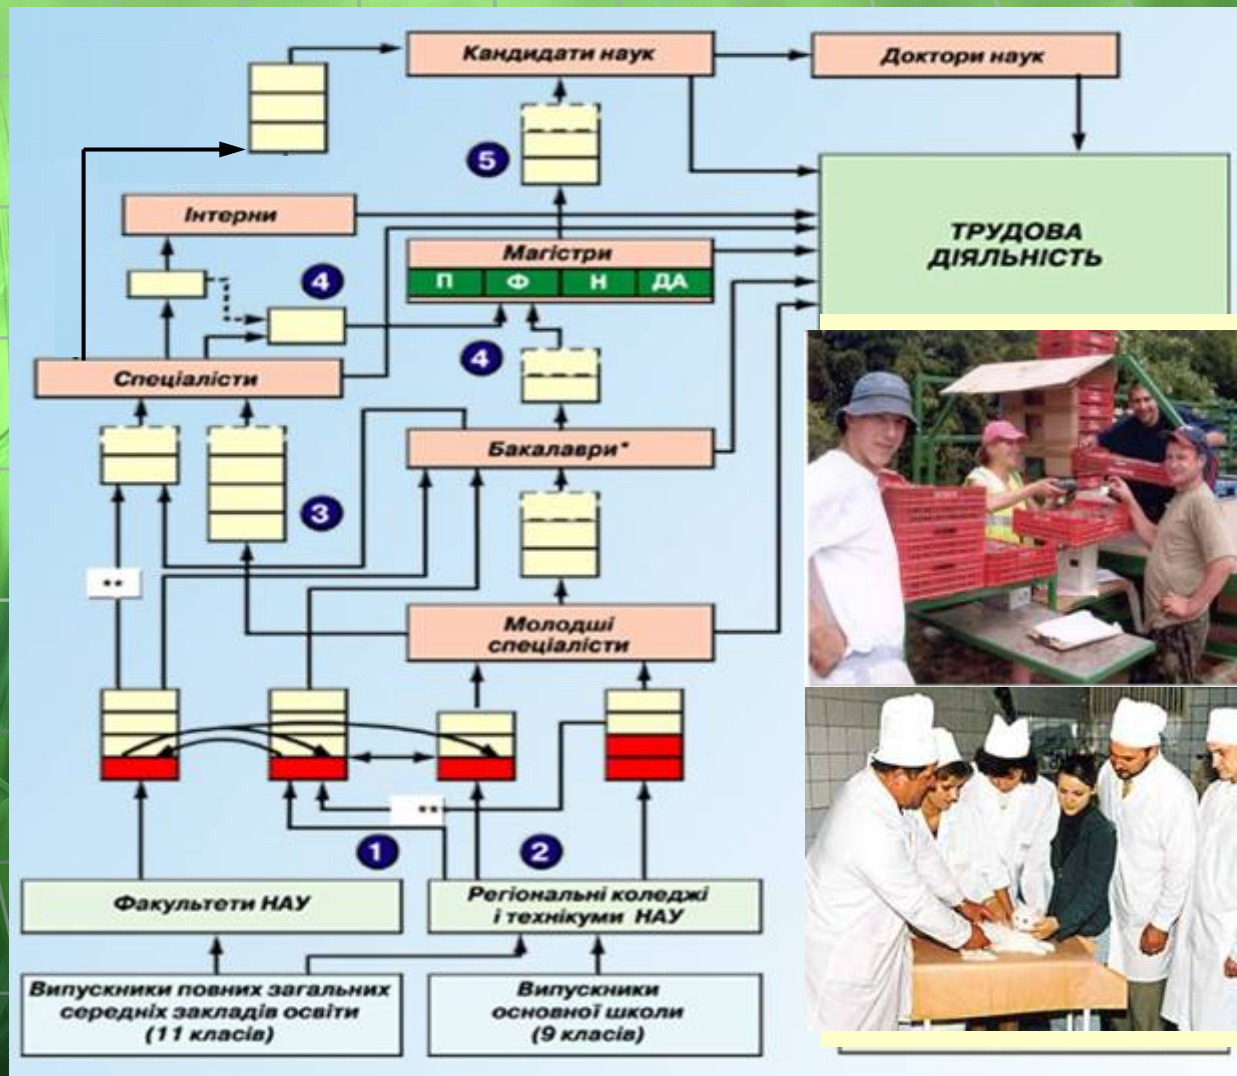 Кандидати наук
Доктори наук
5
Інтерни
ТРУДОВА
ДІЯЛЬНІСТЬ
Магістри
П Ф Н ДА
4
4
Спеціалісти
Бакалаври*
3
**
Молодші
спеціалісти
**
1
2
Факультети НАУ
Регіональні коледжі
і технікуми НАУ
Випускники повних загальних
середніх закладів освіти
(11 класів)
Випускники
основної школи
(9 класів)